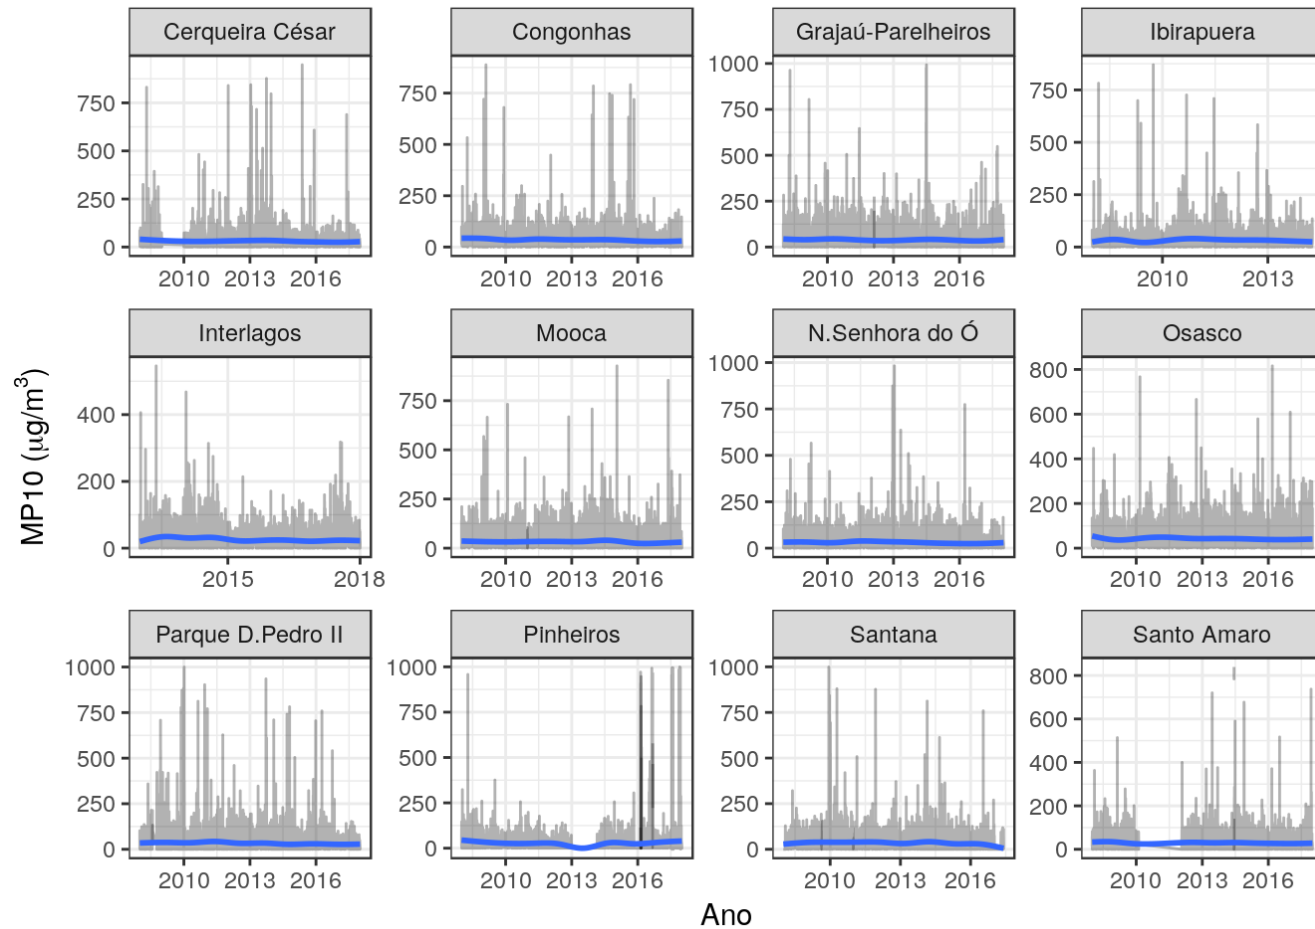 Cerqueira César
Congonhas
Grajaú-Parelheiros
Ibirapuera
750
500
250
0
2010 2013 2016
750
500
250
0
2010 2013 2016
1000
750
500
250
0
2010 2013 2016
750
500
250
0
2010 2013
Interlagos
Mooca
N.Senhora do Ó
Osasco
400
200
0
2015 2018
750
500
250
0
2010 2013 2016
1000
750
500
250
0
2010 2013 2016
800
600
400
200
0
2010 2013 2016
Parque D.Pedro II
Pinheiros
Santana
Santo Amaro
1000
750
500
250
0
2010 2013 2016
1000
750
500
250
0
2010 2013 2016
1000
750
500
250
0
2010 2013 2016
800
600
400
200
0
2010 2013 2016
MP10 (μg/m³)
Ano